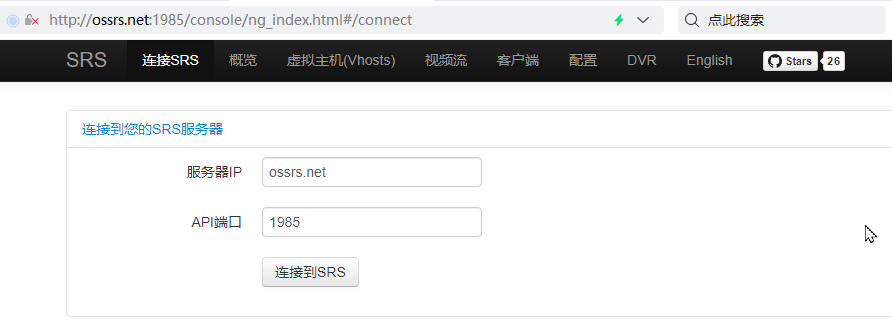 http://ossrs.net:1985/console/ng_index.html#/connect 点此搜索
SRS 连接SRS 概览 虚拟主机(Vhosts) 视频流 客户端 配置 DVR English Stars 26
连接到您的SRS服务器
服务器IP ossrs.net
API端口 1985
连接到SRS